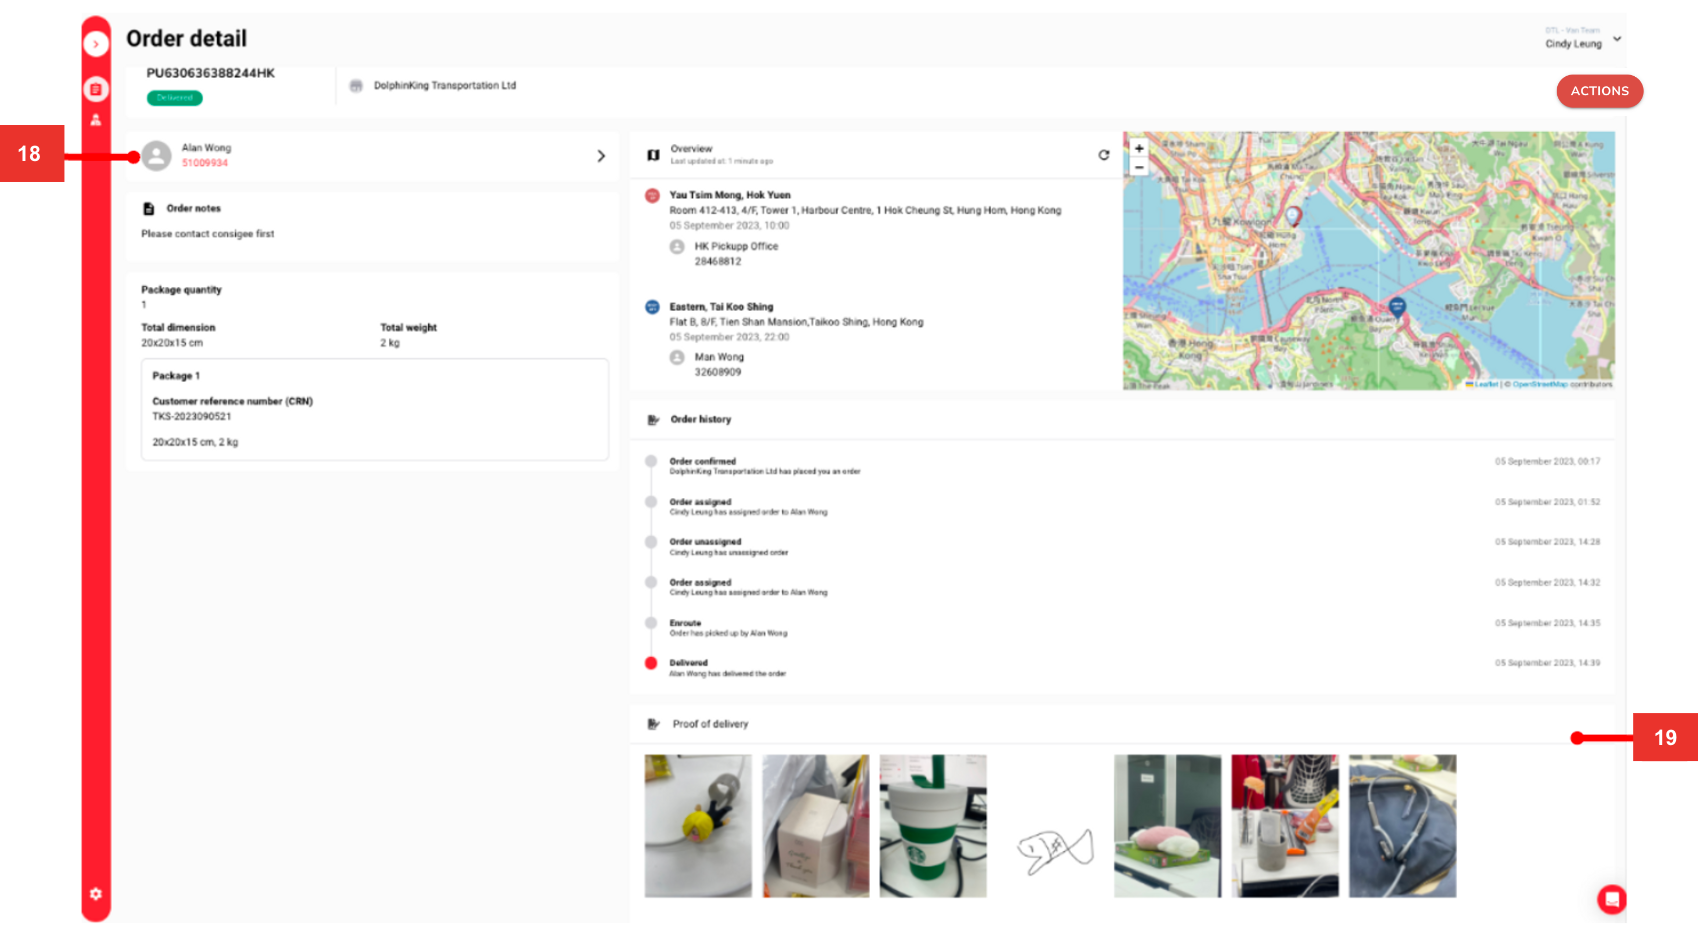 Order detail
DTL - Van Team
Cindy Leung
PU630636388244HK
Delivered
DolphinKing Transportation Ltd
ACTIONS
18
Alan Wong
51009934
Order notes
Please contact consigee first
Package quantity
1
Total dimension
Total weight
20x20x15 cm
2 kg
Package 1
Customer reference number (CRN)
TKS-2023090521
20x20x15 cm, 2 kg
Overview
Last updated at: 1 minute ago
Yau Tsim Mong, Hok Yuen
Room 412-413, 4/F, Tower 1, Harbour Centre, 1 Hok Cheung St, Hung Hom, Hong Kong
05 September 2023, 10:00
HK Pickupp Office
28468812
Eastern, Tai Koo Shing
Flat B, 8/F, Tien Shan Mansion,Taikoo Shing, Hong Kong
05 September 2023, 22:00
Man Wong
32608909
+
−
九龍 Kowloon
香港 Hong Kong
Leaflet | © OpenStreetMap contributors
Order history
Order confirmed
DolphinKing Transportation Ltd has placed you an order
05 September 2023, 00:17
Order assigned
Cindy Leung has assigned order to Alan Wong
05 September 2023, 01:52
Order unassigned
Cindy Leung has unassigned order
05 September 2023, 14:28
Order assigned
Cindy Leung has assigned order to Alan Wong
05 September 2023, 14:32
Enroute
Order has picked up by Alan Wong
05 September 2023, 14:35
Delivered
Alan Wong has delivered the order
05 September 2023, 14:39
Proof of delivery
19